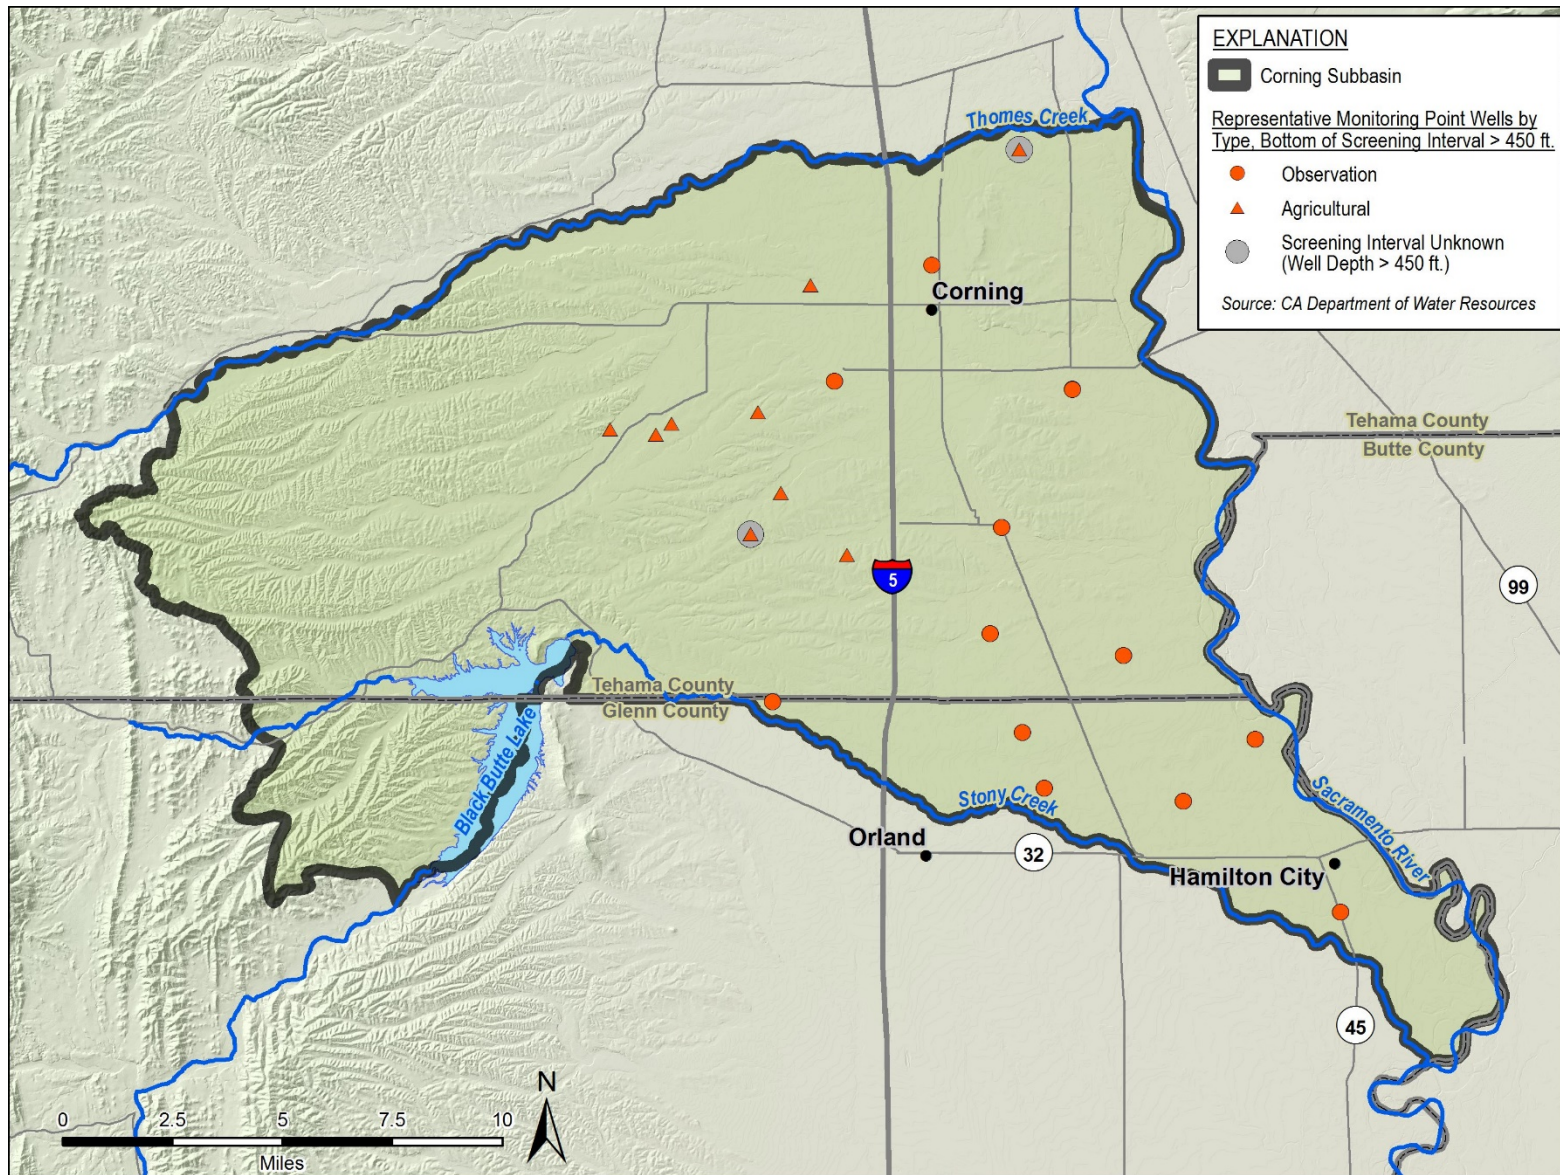 EXPLANATION
Corning Subbasin
Representative Monitoring Point Wells by
Type, Bottom of Screening Interval > 450 ft.
Observation
Agricultural
Screening Interval Unknown
(Well Depth > 450 ft.)
Source: CA Department of Water Resources
Thomes Creek
Corning
Tehama County
Butte County
5
99
Tehama County
Glenn County
Black Butte Lake
Stony Creek
Sacramento River
Orland
32
Hamilton City
45
N
0 2.5 5 7.5 10
Miles